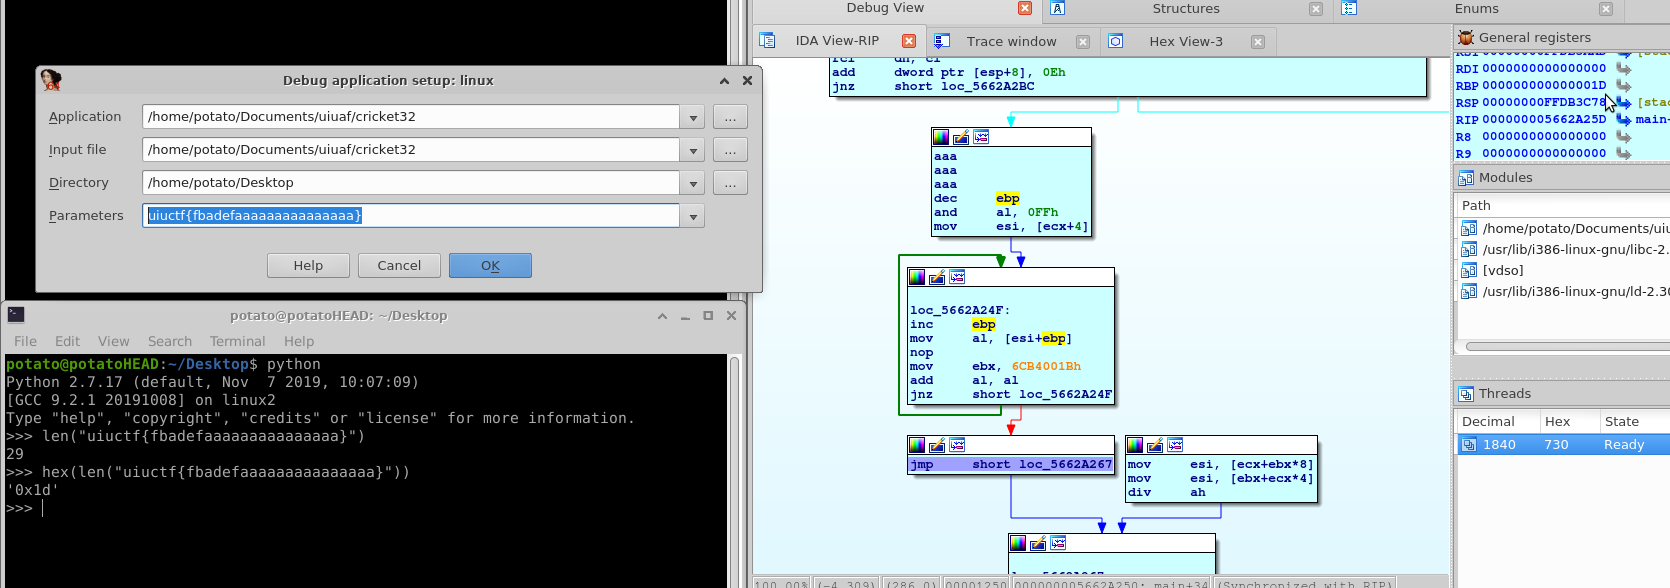 Debug application setup: linux
Application
/home/potato/Documents/uiuaf/cricket32
...
Input file
/home/potato/Documents/uiuaf/cricket32
...
Directory
/home/potato/Desktop
...
Parameters
uiuctf{fbadefaaaaaaaaaaaaaaa}
Help
Cancel
OK
potato@potatoHEAD: ~/Desktop
File Edit View Search Terminal Help
potato@potatoHEAD:~/Desktop$ python
Python 2.7.17 (default, Nov  7 2019, 10:07:09)
[GCC 9.2.1 20191008] on linux2
Type "help", "copyright", "credits" or "license" for more information.
>>> len("uiuctf{fbadefaaaaaaaaaaaaaaa}")
29
>>> hex(len("uiuctf{fbadefaaaaaaaaaaaaaaa}"))
'0x1d'
>>>
Debug View
Structures
Enums
IDA View-RIP
Trace window
Hex View-3
add dword ptr [esp+8], 0Eh
jnz short loc_5662A2BC
aaa
aaa
aaa
dec ebp
and al, 0FFh
mov esi, [ecx+4]
loc_5662A24F:
inc ebp
mov al, [esi+ebp]
nop
mov ebx, 6CB4001Bh
add al, al
jnz short loc_5662A24F
jmp short loc_5662A267
mov esi, [ecx+ebx*8]
mov esi, [ebx+ecx*4]
div ah
100.00% (-4,309) (286,0) 00001250 000000005662A250: main+34 (Synchronized with RIP)
General registers
RDI 0000000000000000
RBP 000000000000001D
RSP 00000000FFDB3C78 [stac
RIP 000000005662A25D main+
R8 0000000000000000
R9 0000000000000000
Modules
Path
/home/potato/Documents/uiu
/usr/lib/i386-linux-gnu/libc-2.
[vdso]
/usr/lib/i386-linux-gnu/ld-2.30
Threads
Decimal Hex State
1840 730 Ready